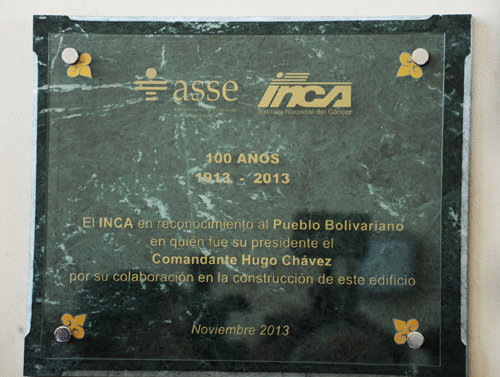 asse
INCA
Instituto Nacional del Cáncer
100 AÑOS
1913 - 2013
El INCA en reconocimiento al Pueblo Bolivariano
en quién fue su presidente el
Comandante Hugo Chávez
por su colaboración en la construcción de este edificio
Noviembre 2013